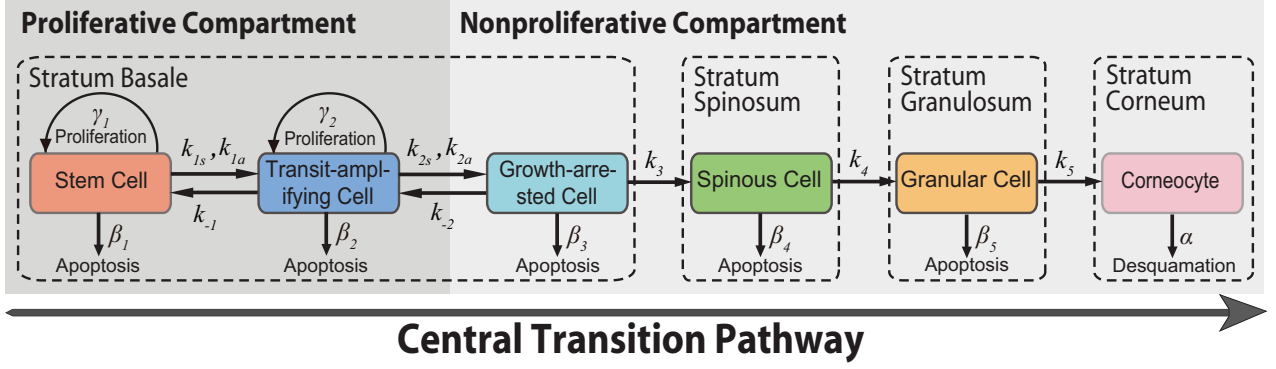 Proliferative Compartment
Nonproliferative Compartment
Stratum Basale
Stratum
Spinosum
Stratum
Granulosum
Stratum
Corneum
γ1
Proliferation
γ2
Proliferation
k1s,k1a
k2s,k2a
k3
k4
k5
Stem Cell
Transit-ampl-
ifying Cell
Growth-arre-
sted Cell
Spinous Cell
Granular Cell
Corneocyte
k-1
k-2
β1
β2
β3
β4
β5
α
Apoptosis
Apoptosis
Apoptosis
Apoptosis
Apoptosis
Desquamation
Central Transition Pathway